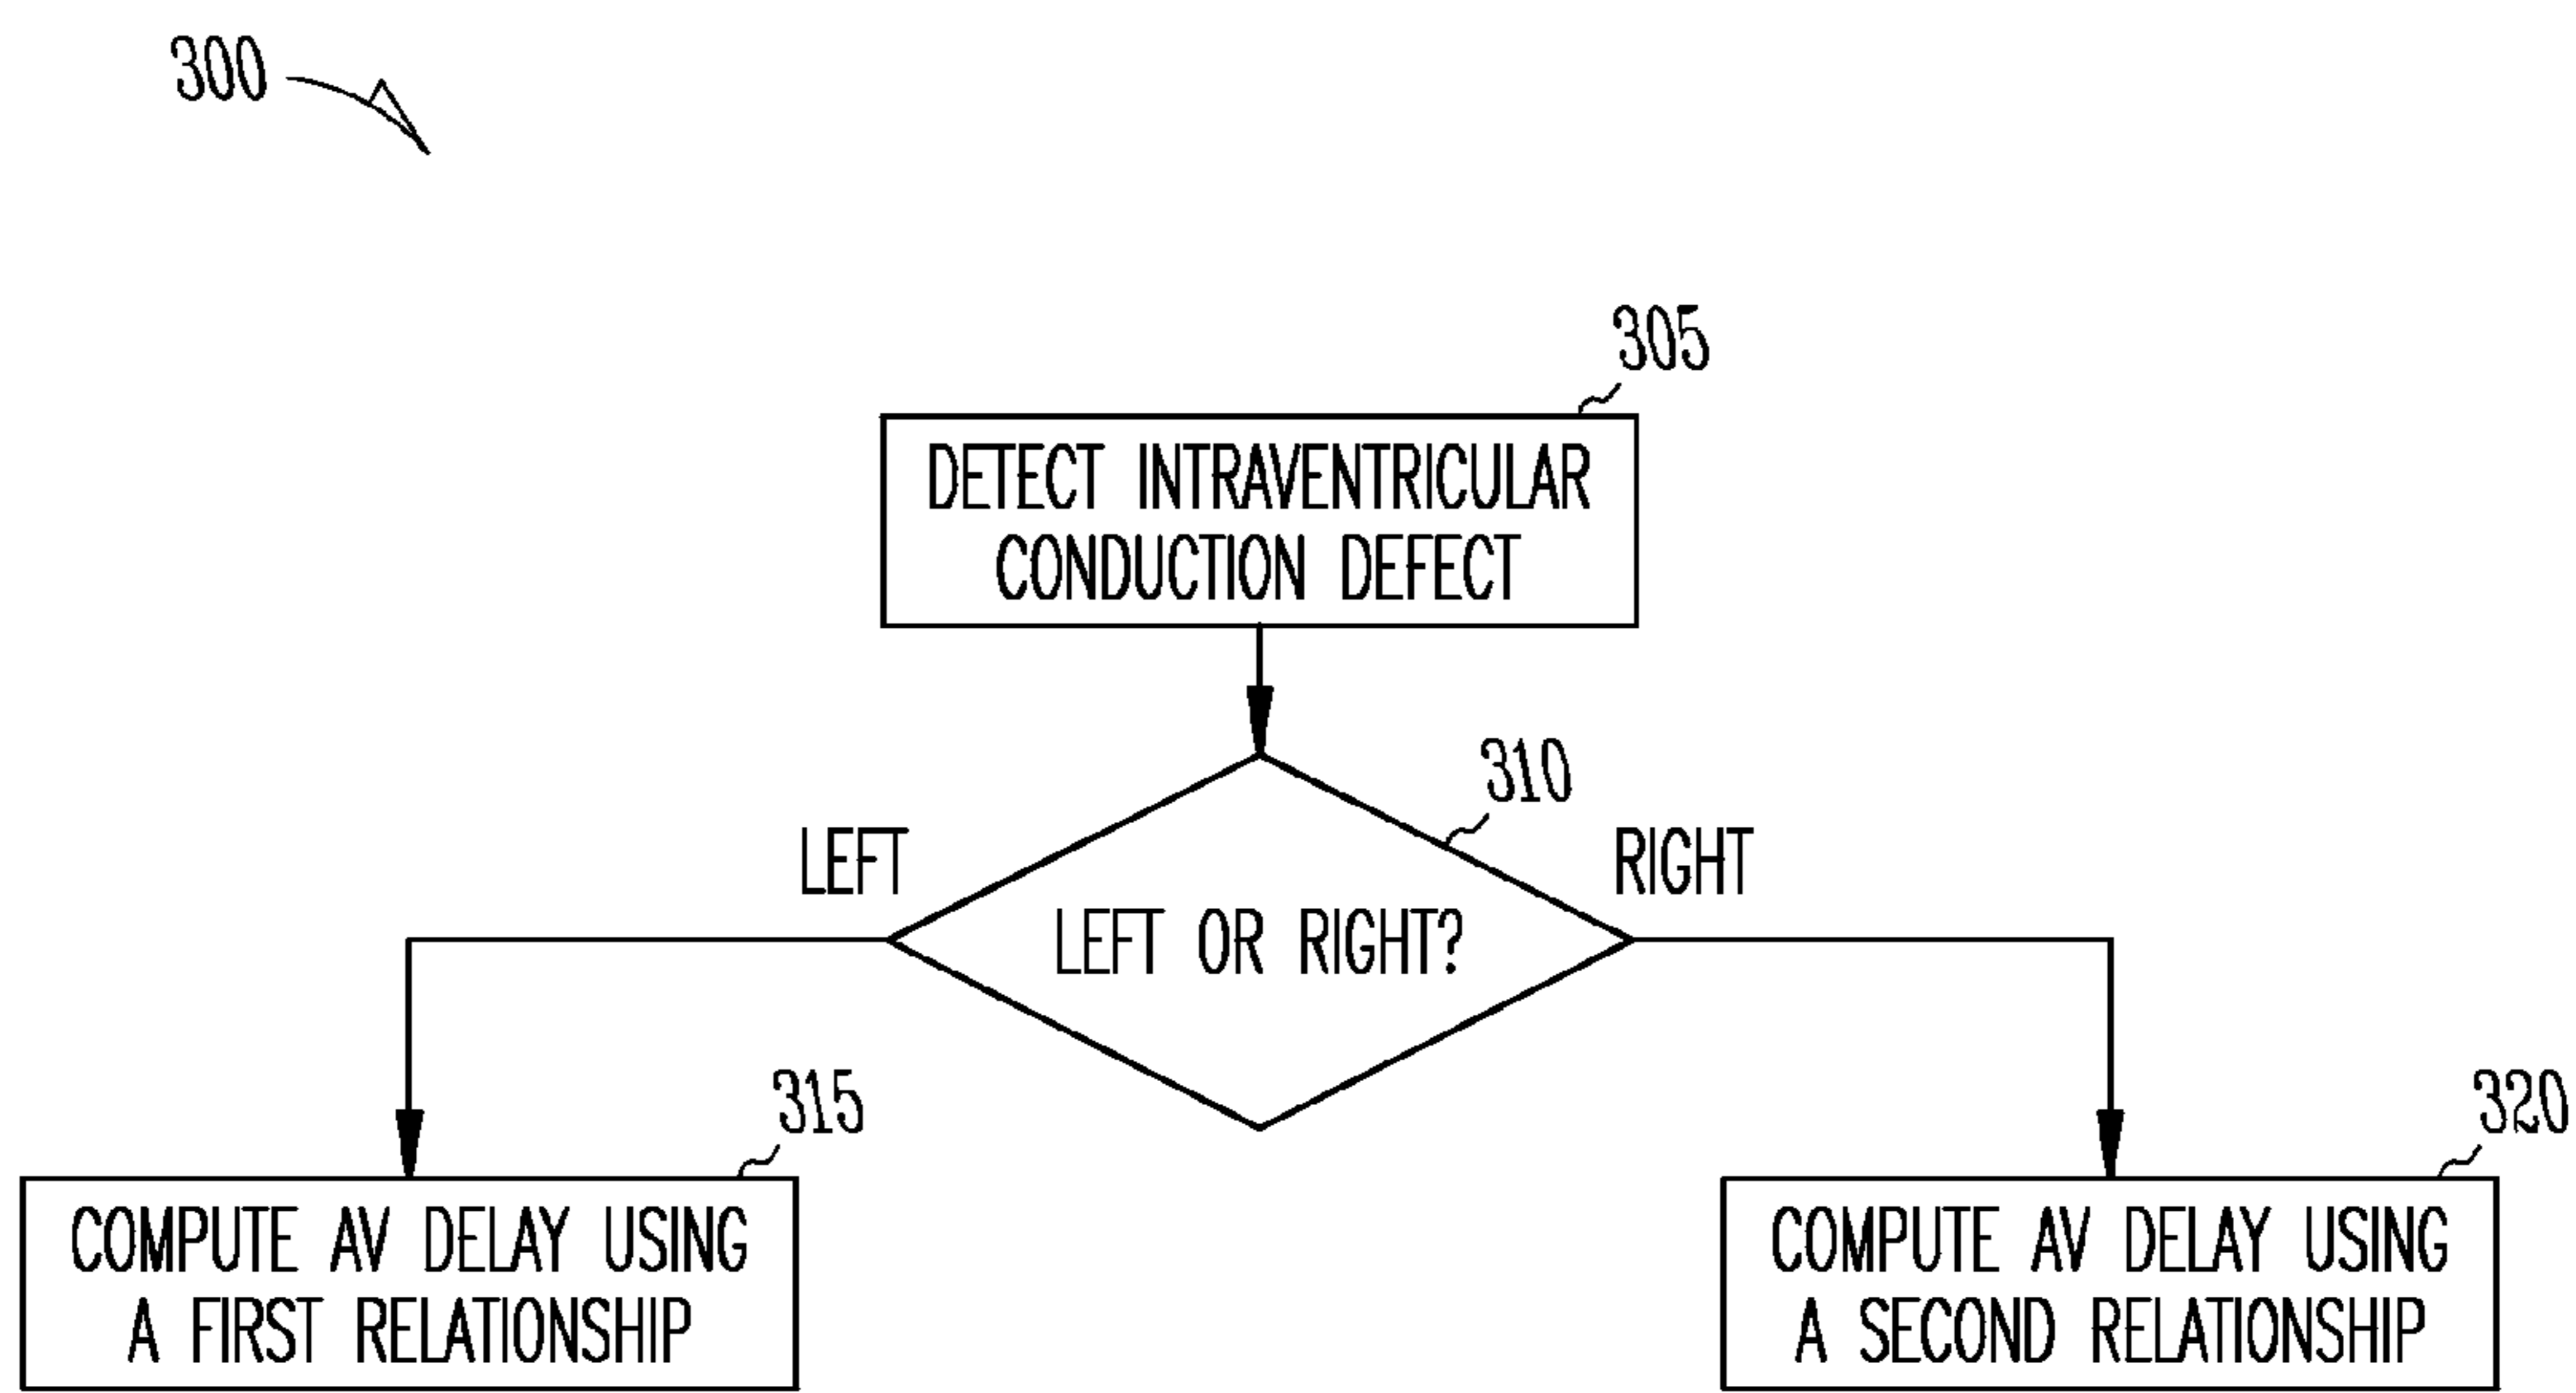 300
305
DETECT INTRAVENTRICULAR
CONDUCTION DEFECT
310
LEFT
RIGHT
LEFT OR RIGHT?
315
320
COMPUTE AV DELAY USING
A FIRST RELATIONSHIP
COMPUTE AV DELAY USING
A SECOND RELATIONSHIP